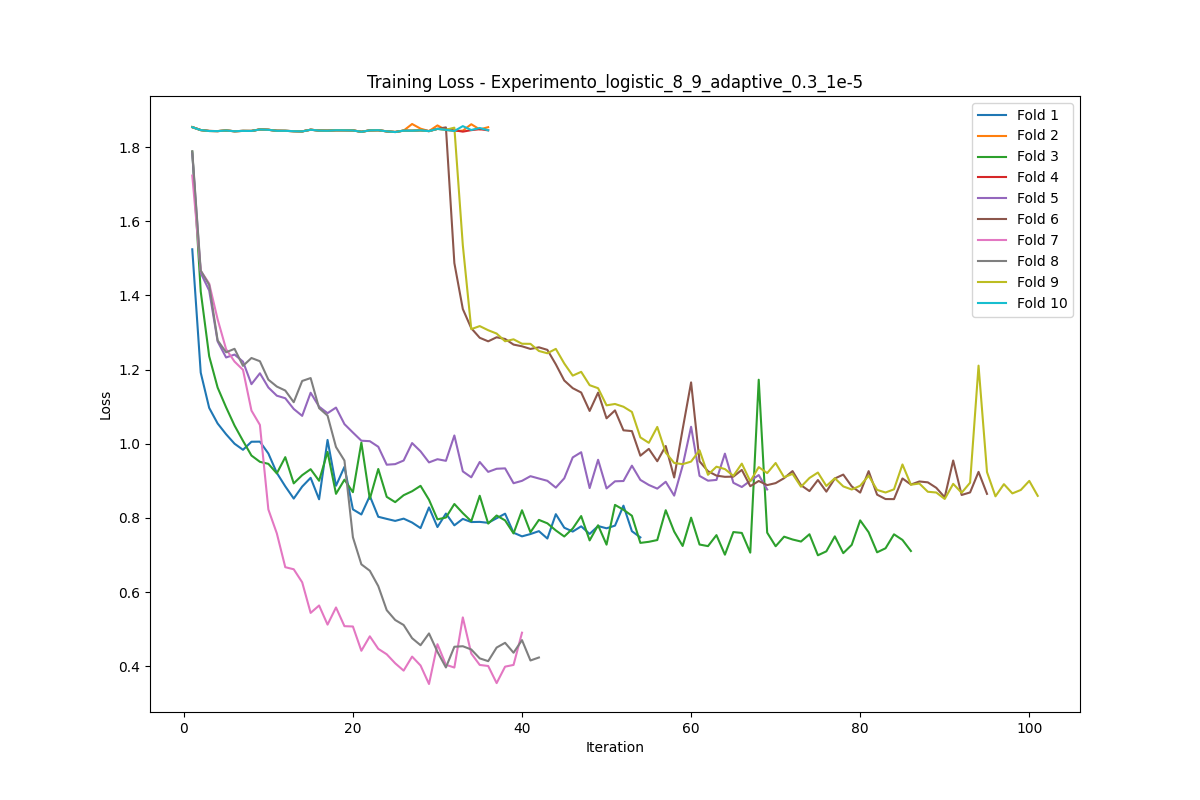 Training Loss - Experimento_logistic_8_9_adaptive_0.3_1e-5
Fold 1
Fold 2
Fold 3
Fold 4
Fold 5
Fold 6
Fold 7
Fold 8
Fold 9
Fold 10
1.8
1.6
1.4
1.2
1.0
0.8
0.6
0.4
Loss
0 20 40 60 80 100
Iteration